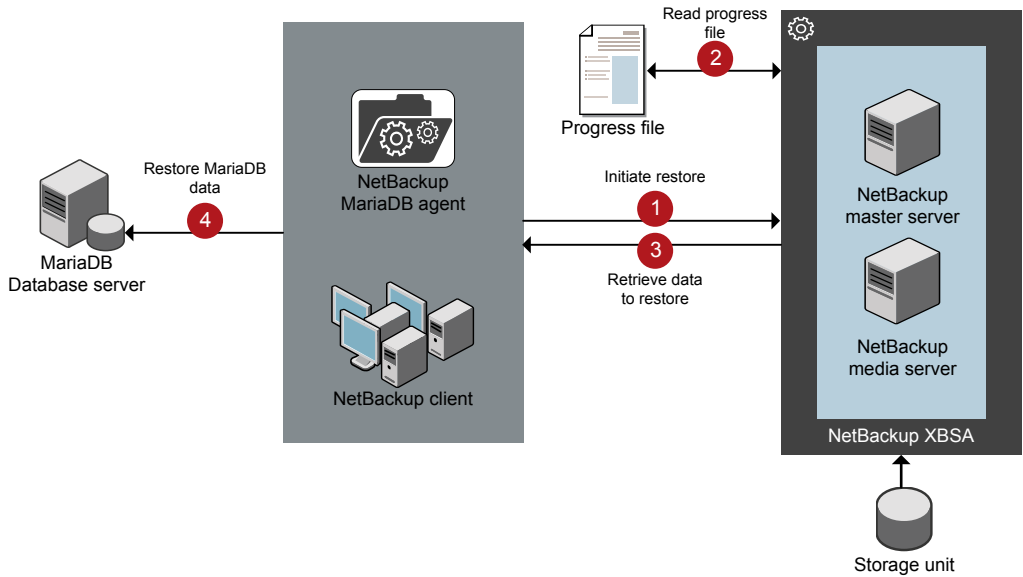 Read progress
file
2
Progress file
NetBackup
MariaDB agent
Restore MariaDB
data
4
MariaDB
Database server
Initiate restore
1
3
Retrieve data
to restore
NetBackup client
NetBackup
master server
NetBackup
media server
NetBackup XBSA
Storage unit